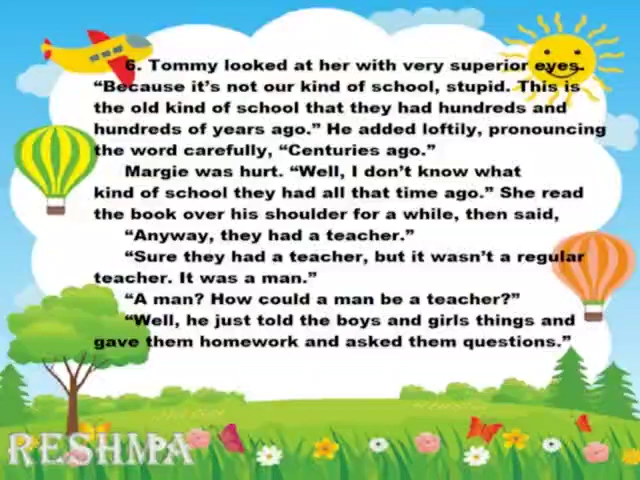 6. Tommy looked at her with very superior eyes.
“Because it’s not our kind of school, stupid. This is
the old kind of school that they had hundreds and
hundreds of years ago.” He added loftily, pronouncing
the word carefully, “Centuries ago.”
Margie was hurt. “Well, I don’t know what
kind of school they had all that time ago.” She read
the book over his shoulder for a while, then said,
“Anyway, they had a teacher.”
“Sure they had a teacher, but it wasn’t a regular
teacher. It was a man.”
“A man? How could a man be a teacher?”
“Well, he just told the boys and girls things and
gave them homework and asked them questions.”
RESHMA